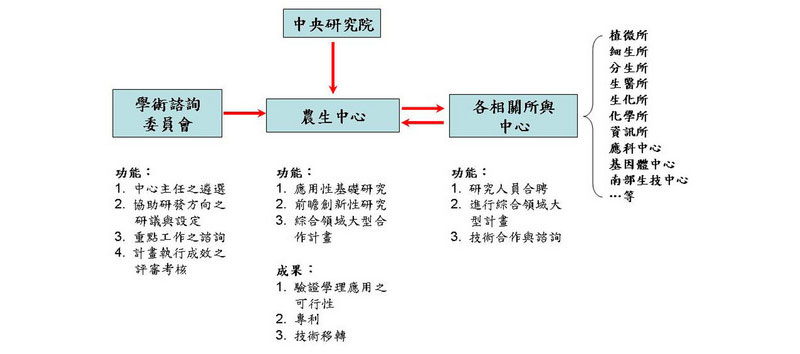 中央研究院
學術諮詢
委員會
農生中心
各相關所與
中心
植微所
細生所
分生所
生醫所
生化所
化學所
資訊所
應科中心
基因體中心
南部生技中心
…等
功能：
1. 中心主任之遴選
2. 協助研發方向之
研議與設定
3. 重點工作之諮詢
4. 計畫執行成效之
評審考核
功能：
1. 應用性基礎研究
2. 前瞻創新性研究
3. 綜合領域大型合
作計畫
成果：
1. 驗證學理應用之
可行性
2. 專利
3. 技術移轉
功能：
1. 研究人員合聘
2. 進行綜合領域大
型計畫
3. 技術合作與諮詢